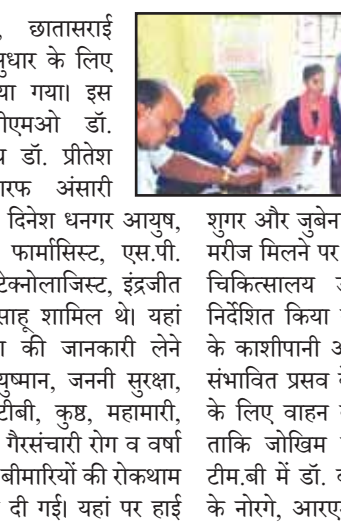 छातासराई
सुधार के लिए
या गया। इस
ीएमओ डॉ.
डॉ. प्रीतेश
रफ अंसारी
दिनेश धनगर आयुष,
फार्मासिस्ट, एस.पी.
टेक्नोलाजिस्ट, इंद्रजीत
साहू शामिल थे। यहां
की जानकारी लेने
युष्मान, जननी सुरक्षा,
टीबी, कुष्ठ, महामारी,
गैरसंचारी रोग व वर्षा
बीमारियों की रोकथाम
दी गई। यहां पर हाई
शुगर और जुबेना
मरीज मिलने पर
चिकित्सालय
निर्देशित किया
के काशीपानी
संभावित प्रसव
के लिए वाहन
ताकि जोखिम
टीम.बी में डॉ.
के नोरगे, आरए